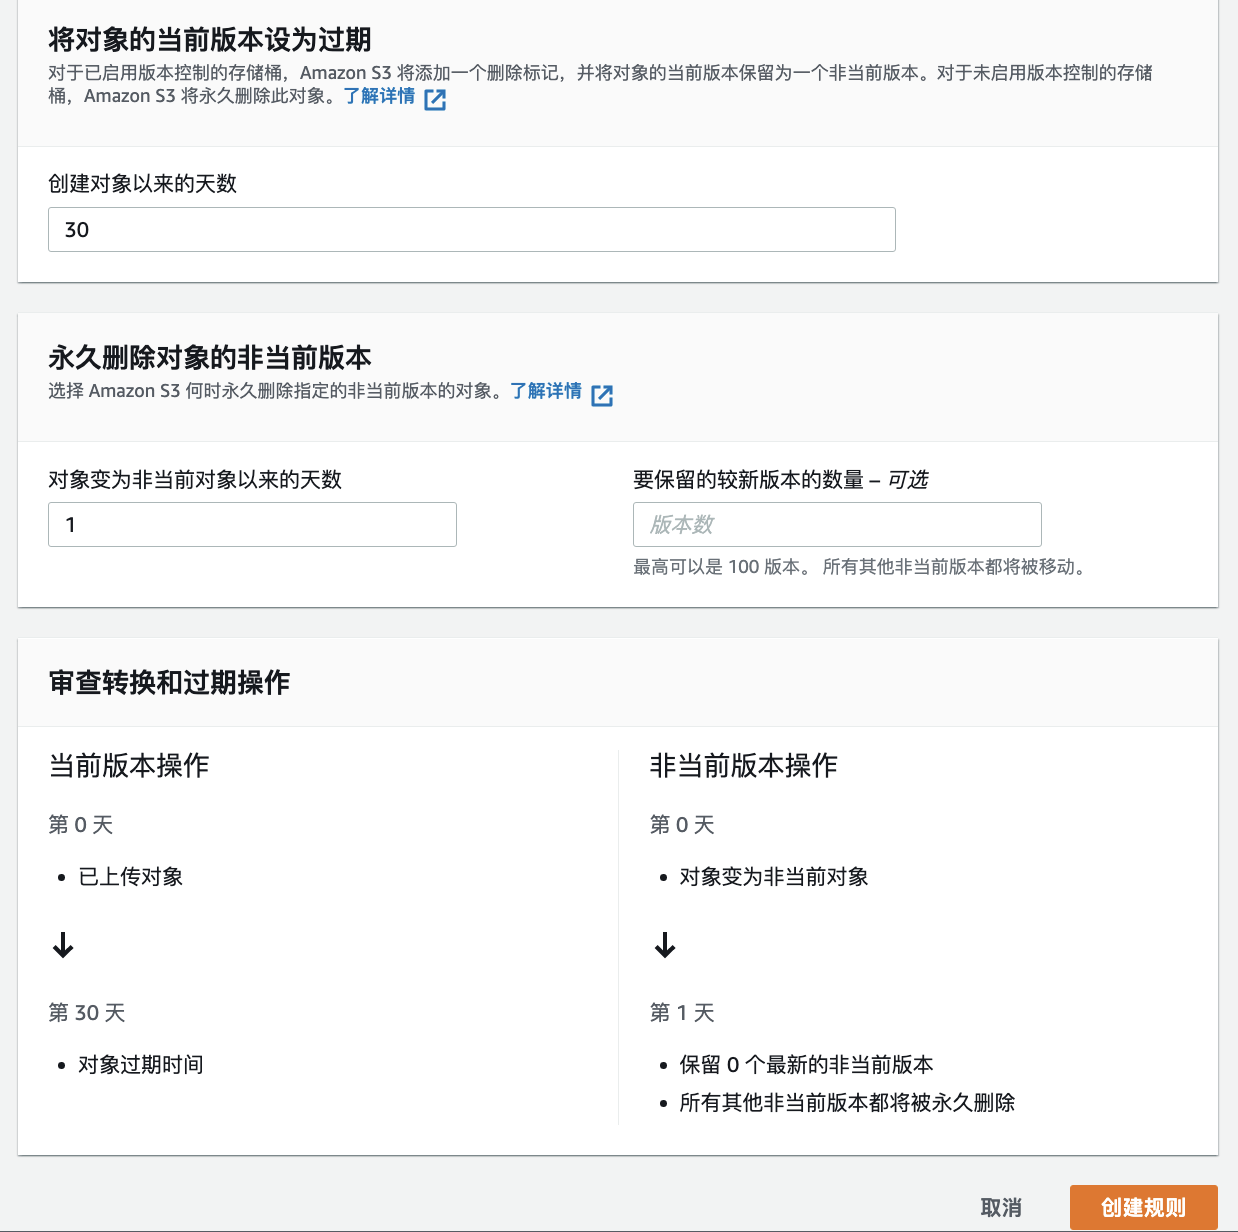 将对象的当前版本设为过期
对于已启用版本控制的存储桶，Amazon S3 将添加一个删除标记，并将对象的当前版本保留为一个非当前版本。对于未启用版本控制的存储
桶，Amazon S3 将永久删除此对象。了解详情
创建对象以来的天数
30
永久删除对象的非当前版本
选择 Amazon S3 何时永久删除指定的非当前版本的对象。了解详情
对象变为非当前对象以来的天数
1
要保留的较新版本的数量 – 可选
版本数
最高可以是 100 版本。 所有其他非当前版本都将被移动。
审查转换和过期操作
当前版本操作
第 0 天
• 已上传对象
↓
第 30 天
• 对象过期时间
非当前版本操作
第 0 天
• 对象变为非当前对象
↓
第 1 天
• 保留 0 个最新的非当前版本
• 所有其他非当前版本都将被永久删除
取消
创建规则